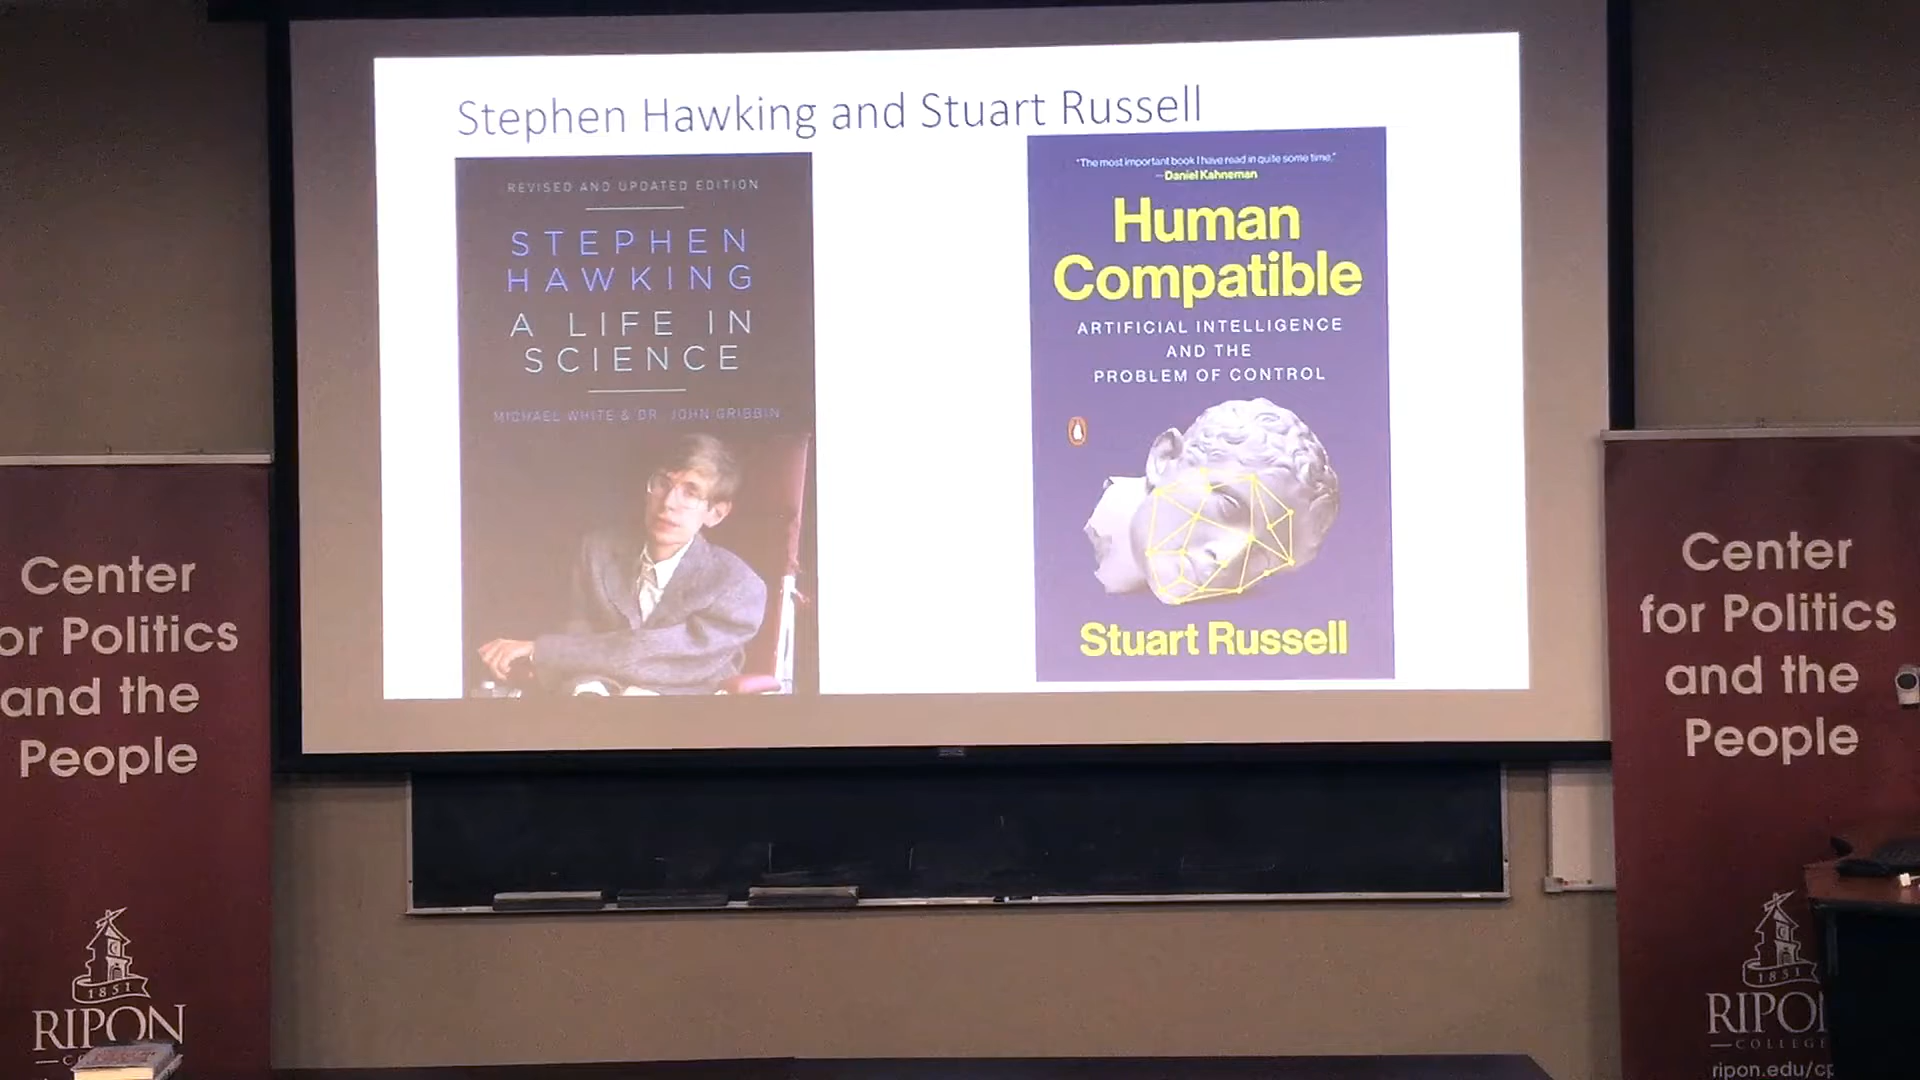 Stephen Hawking and Stuart Russell
REVISED AND UPDATED EDITION
STEPHEN
HAWKING
A LIFE IN
SCIENCE
MICHAEL WHITE & DR. JOHN GRIBBIN
"The most important book I have read in quite some time."
—Daniel Kahneman
Human
Compatible
ARTIFICIAL INTELLIGENCE
AND THE
PROBLEM OF CONTROL
Stuart Russell
Center
or Politics
and the
People
1851
RIPON
Center
for Politics
and the
People
1851
RIPO
COLLEGE
ripon.edu/cp